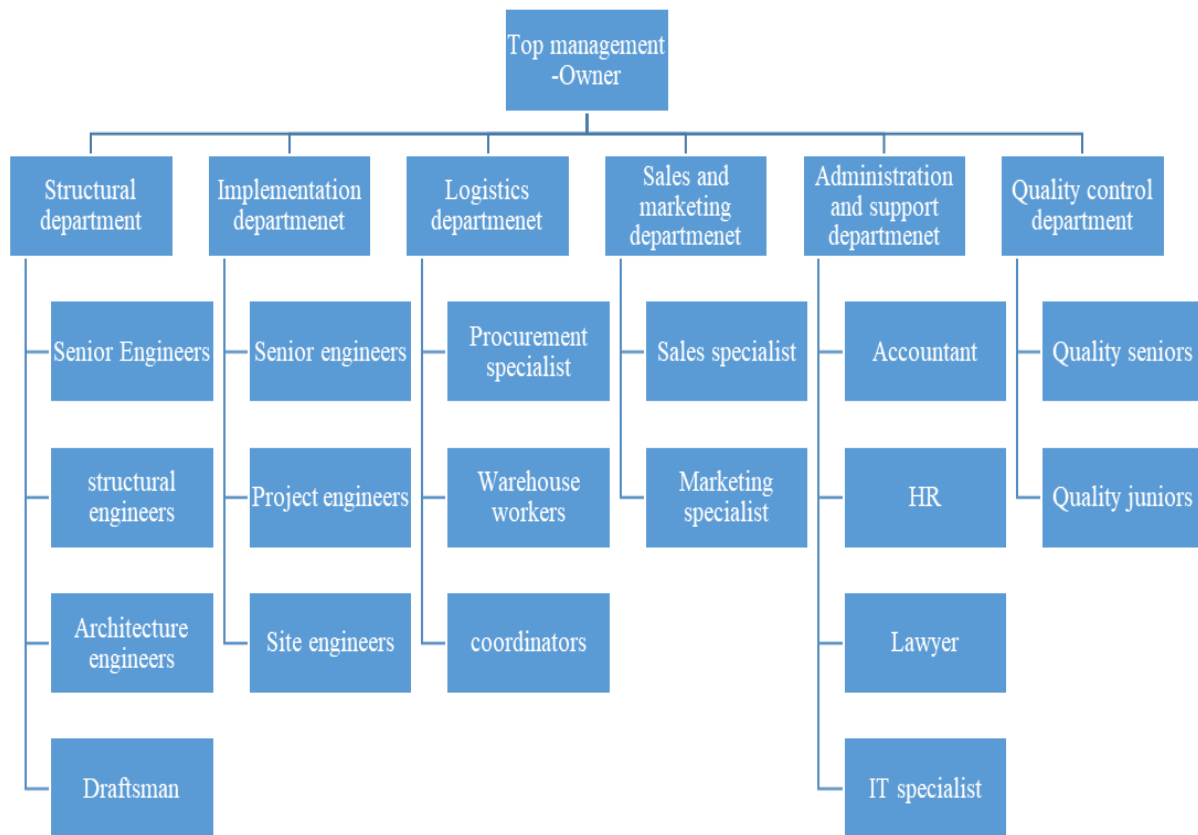 Top management
-Owner
Structural
department
Implementation
departmenet
Logistics
departmenet
Sales and
marketing
departmenet
Administration
and support
departmenet
Quality control
department
Senior Engineers
Senior engineers
Procurement
specialist
Sales specialist
Accountant
Quality seniors
structural
engineers
Project engineers
Warehouse
workers
Marketing
specialist
HR
Quality juniors
Architecture
engineers
Site engineers
coordinators
Lawyer
Draftsman
IT specialist